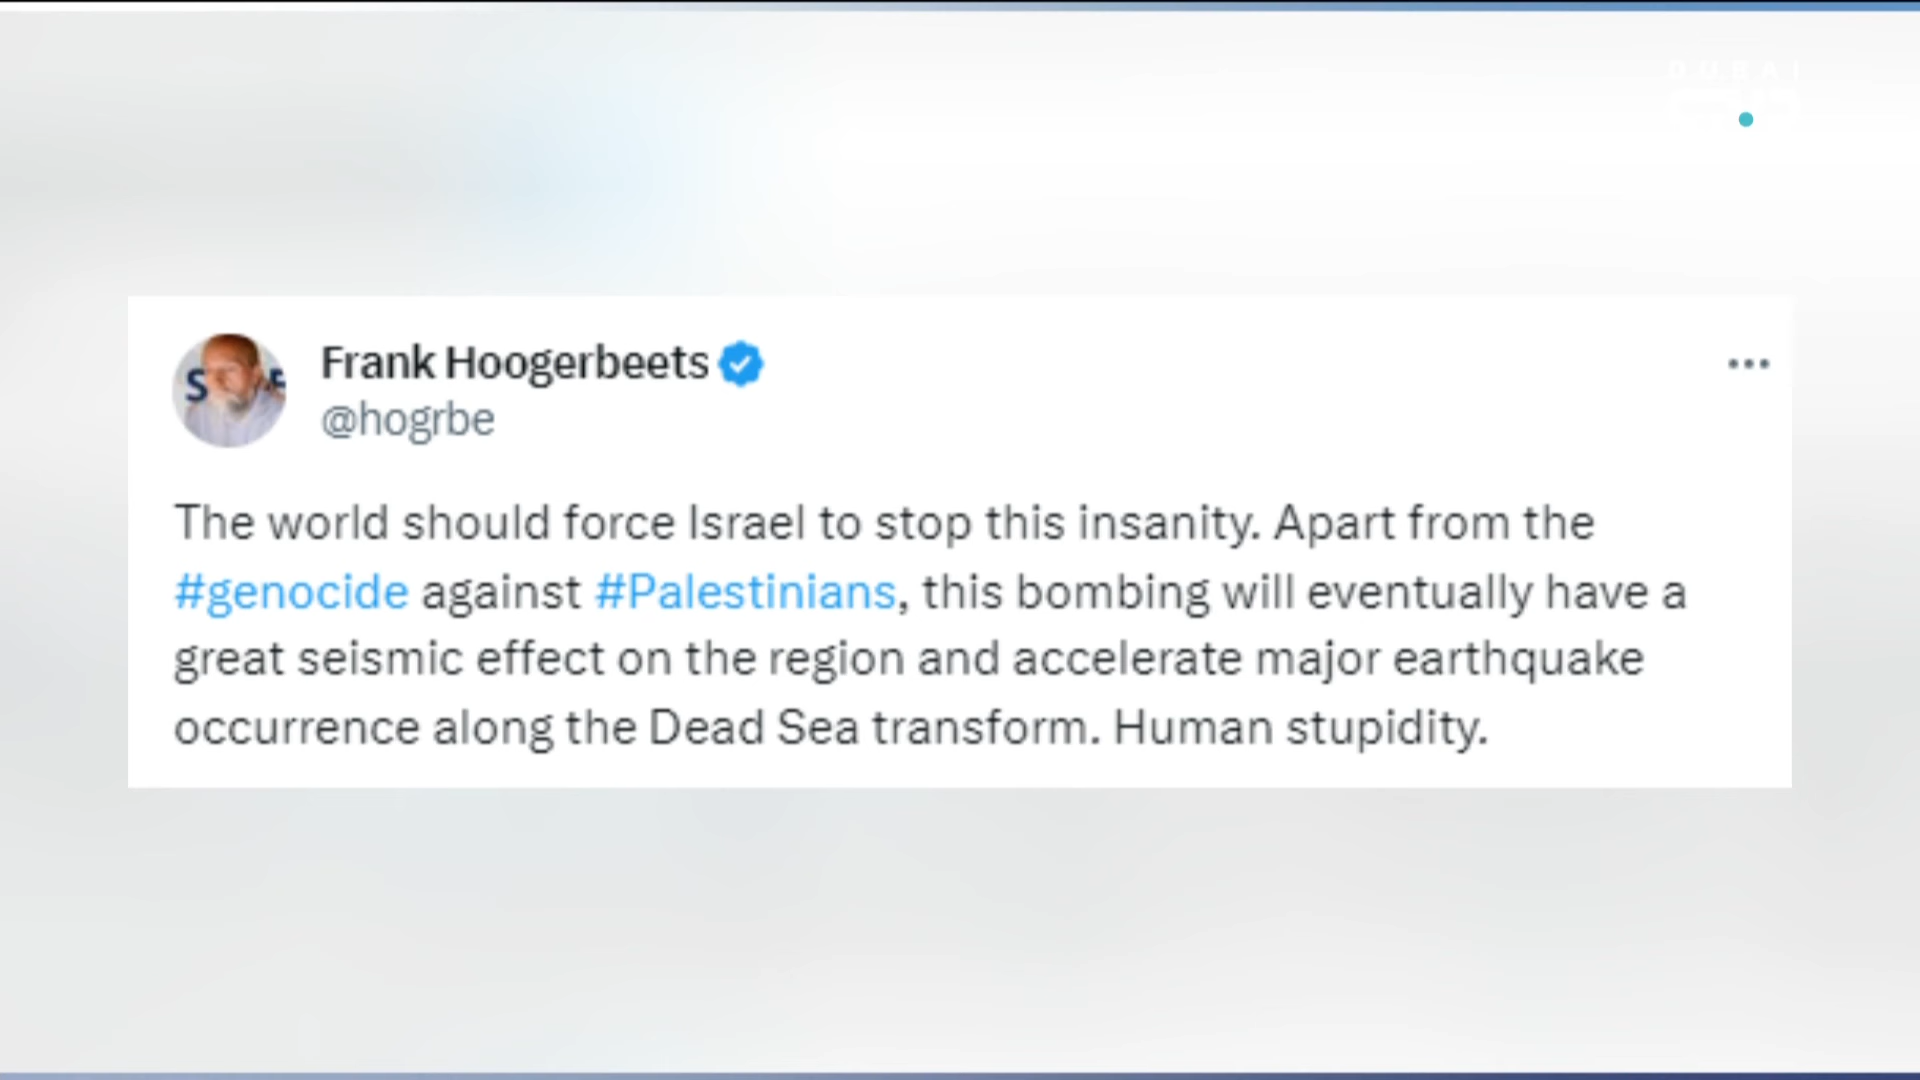 DUBAI
Frank Hoogerbeets
@hogrbe
The world should force Israel to stop this insanity. Apart from the
#genocide against #Palestinians, this bombing will eventually have a
great seismic effect on the region and accelerate major earthquake
occurrence along the Dead Sea transform. Human stupidity.